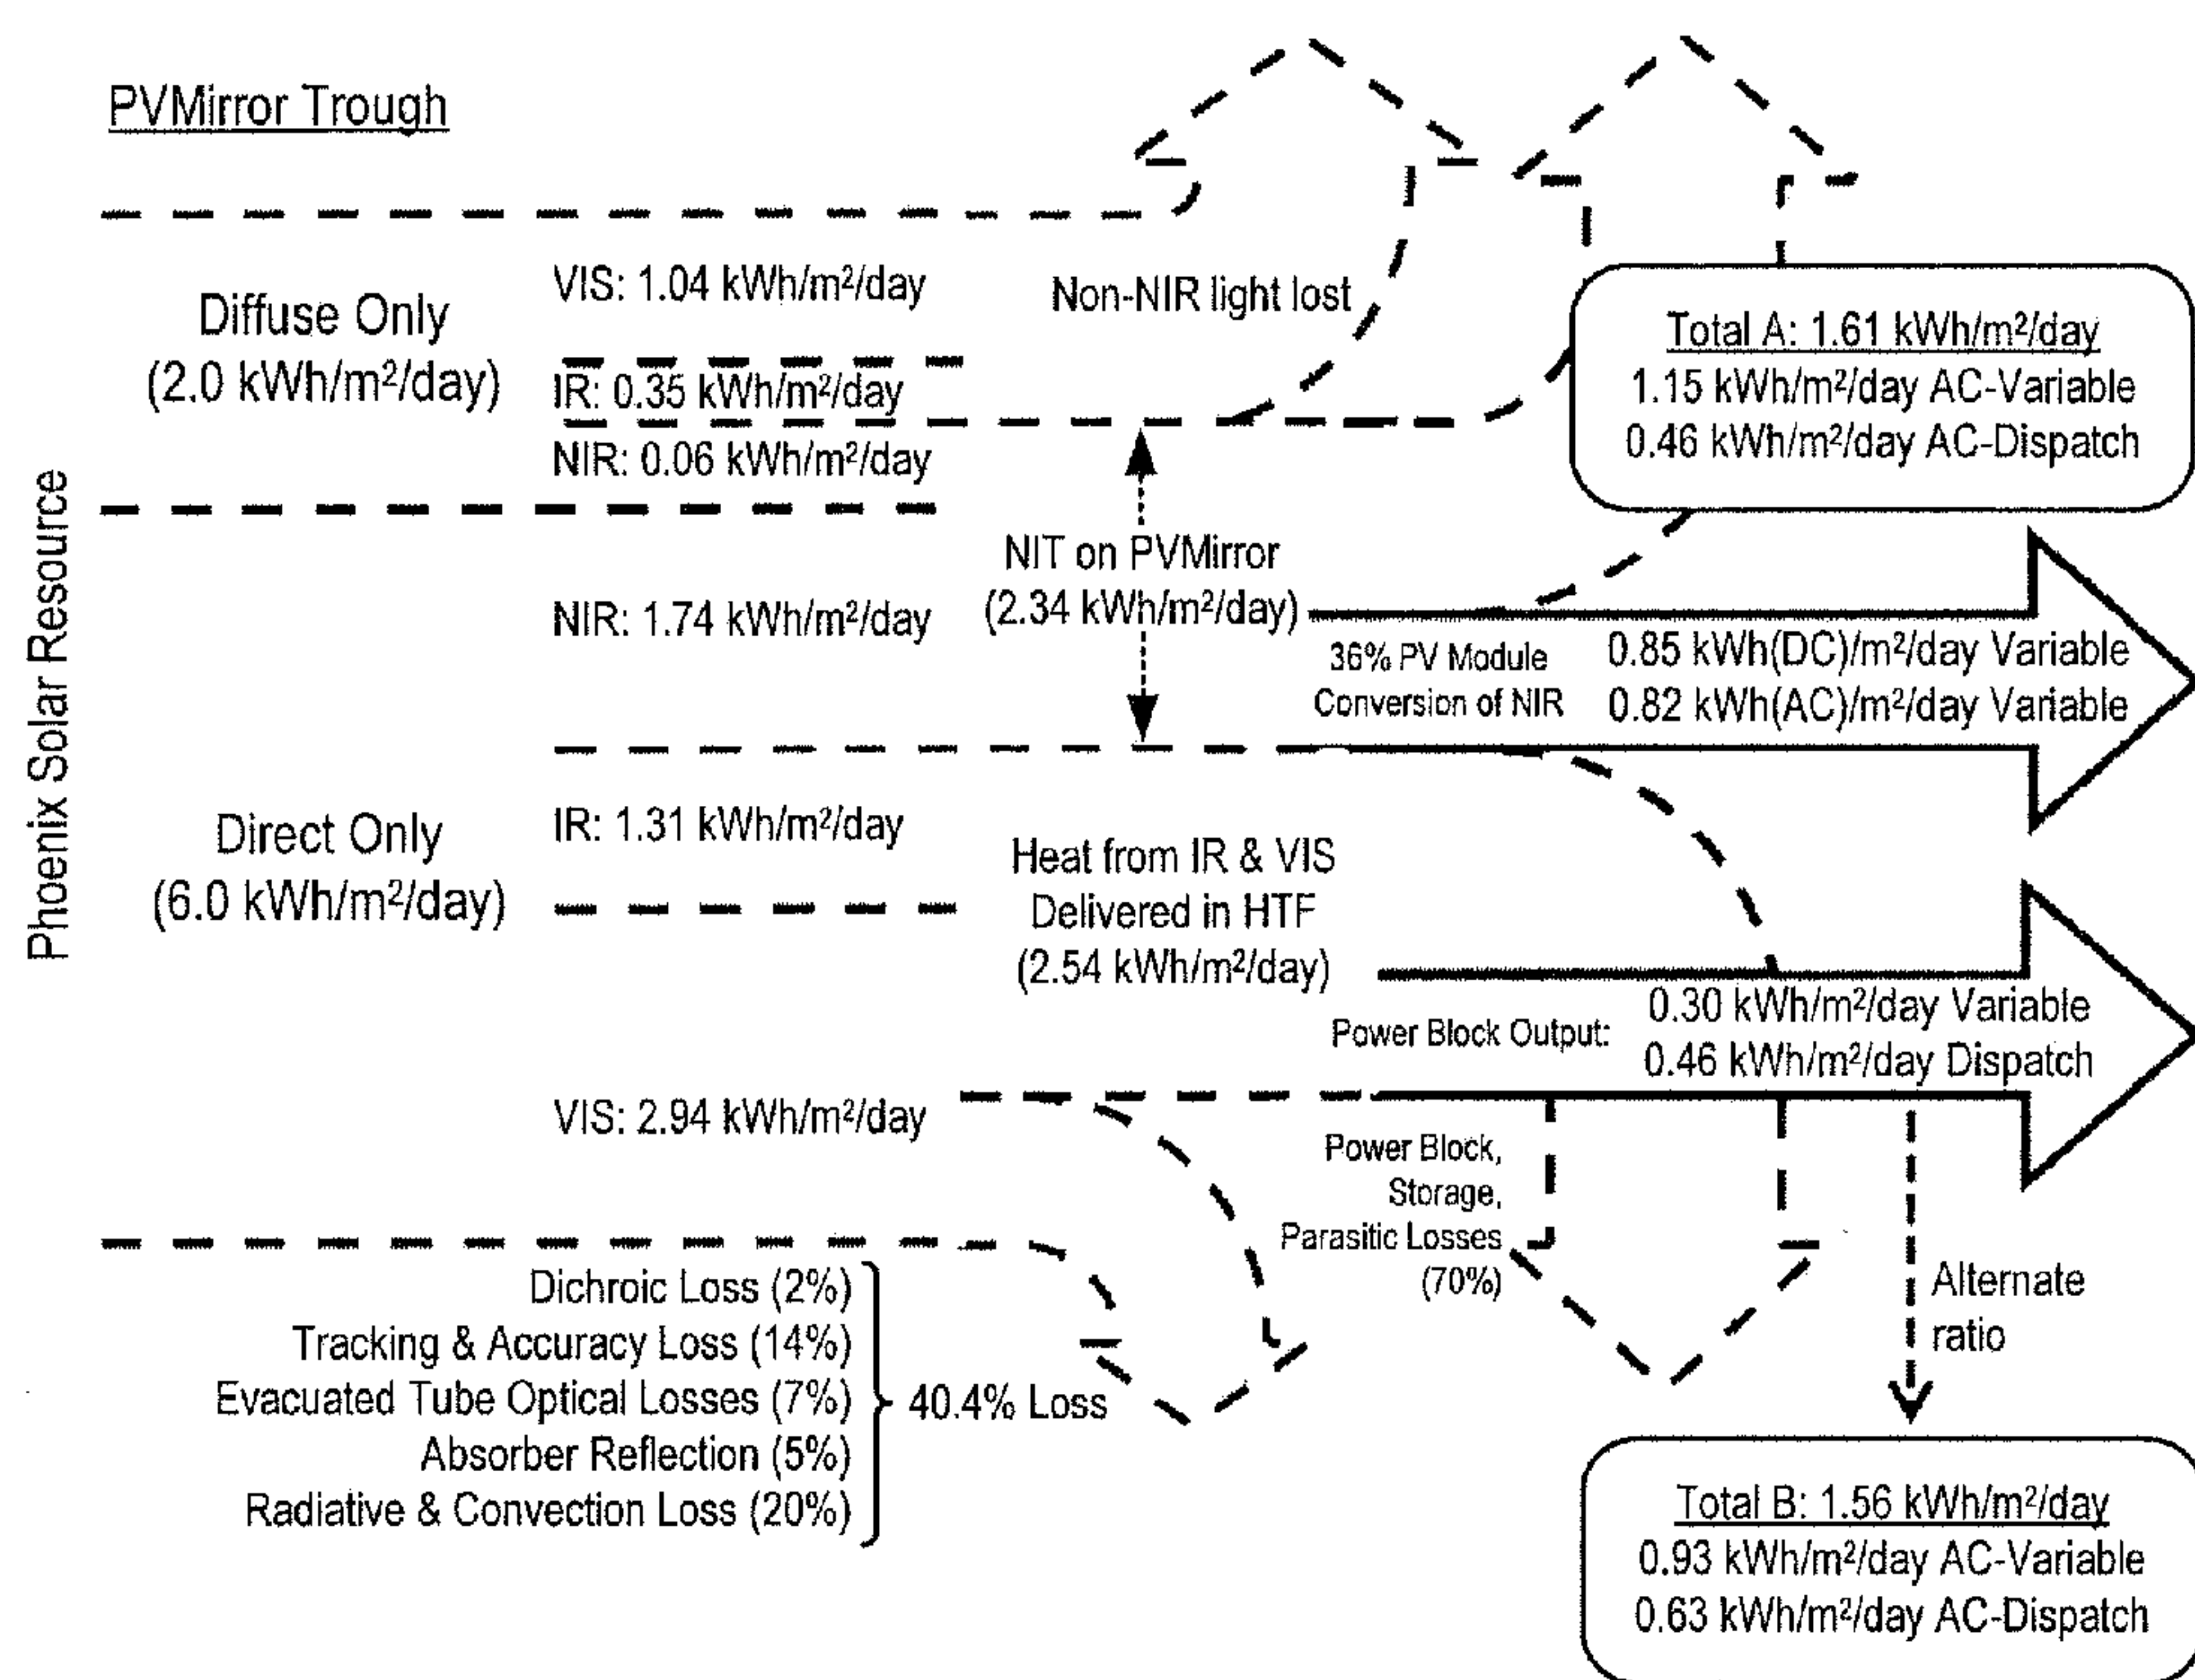 PVMirror Trough
Phoenix Solar Resource
Diffuse Only
(2.0 kWh/m²/day)
VIS: 1.04 kWh/m²/day
IR: 0.35 kWh/m²/day
NIR: 0.06 kWh/m²/day
Non-NIR light lost
Total A: 1.61 kWh/m²/day
1.15 kWh/m²/day AC-Variable
0.46 kWh/m²/day AC-Dispatch
NIR: 1.74 kWh/m²/day
NIT on PVMirror
(2.34 kWh/m²/day)
36% PV Module
Conversion of NIR
0.85 kWh(DC)/m²/day Variable
0.82 kWh(AC)/m²/day Variable
Direct Only
(6.0 kWh/m²/day)
IR: 1.31 kWh/m²/day
Heat from IR & VIS
Delivered in HTF
(2.54 kWh/m²/day)
Power Block Output:
0.30 kWh/m²/day Variable
0.46 kWh/m²/day Dispatch
VIS: 2.94 kWh/m²/day
Power Block,
Storage,
Parasitic Losses
(70%)
Alternate
ratio
Dichroic Loss (2%)
Tracking & Accuracy Loss (14%)
Evacuated Tube Optical Losses (7%)
Absorber Reflection (5%)
Radiative & Convection Loss (20%)
40.4% Loss
Total B: 1.56 kWh/m²/day
0.93 kWh/m²/day AC-Variable
0.63 kWh/m²/day AC-Dispatch